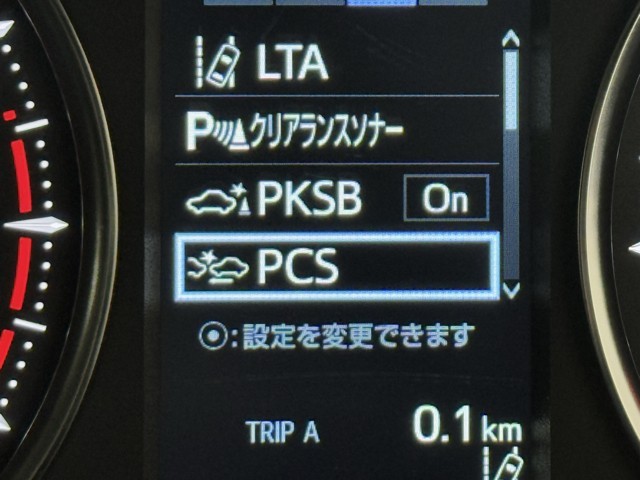 LTA
Pクリアランスソナー
PKSB On
PCS
:設定を変更できます
TRIP A 0.1 km